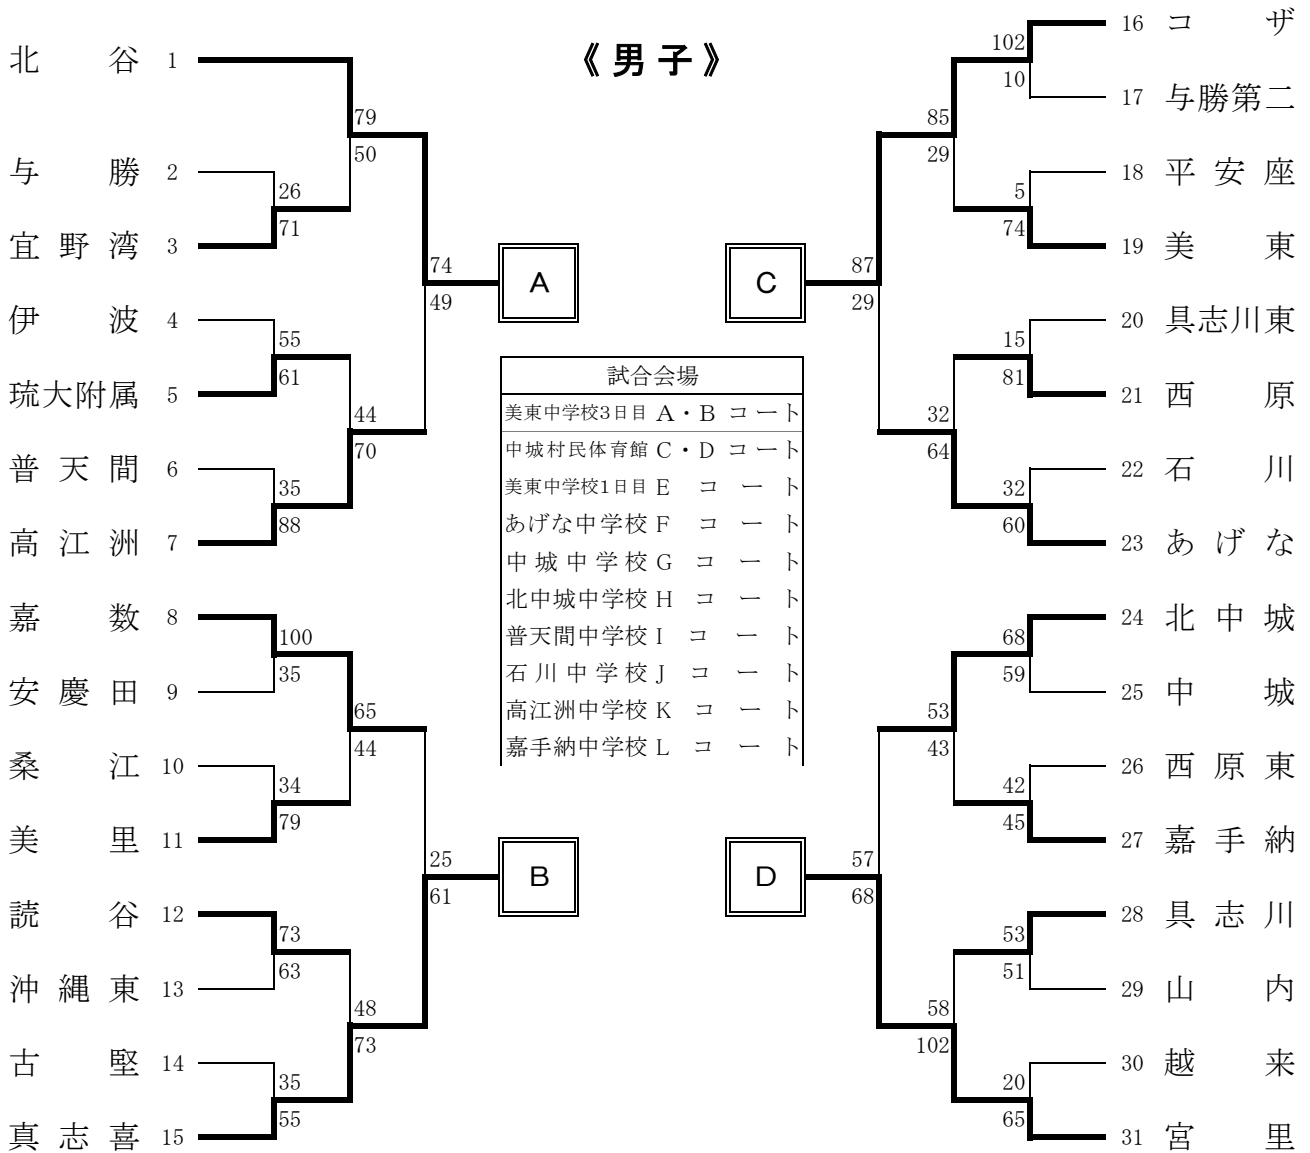 《 男 子 》
北谷 1
79
50
与勝 2
26
71
宜野湾 3
74
49
A
伊波 4
55
61
琉大附属 5
44
70
普天間 6
35
88
高江洲 7
嘉数 8
100
35
安慶田 9
65
44
桑江 10
34
79
美里 11
25
61
B
読谷 12
73
63
沖縄東 13
48
73
古堅 14
35
55
真志喜 15
試合会場
美東中学校3日目 A・B コート
中城村民体育館 C・D コート
美東中学校1日目 E コート
あげな中学校 F コート
中城中学校 G コート
北中城中学校 H コート
普天間中学校 I コート
石川中学校 J コート
高江洲中学校 K コート
嘉手納中学校 L コート
16 コザ
102
10
17 与勝第二
85
29
18 平安座
5
74
19 美東
C
87
29
20 具志川東
15
81
21 西原
32
64
22 石川
32
60
23 あげな
24 北中城
68
59
25 中城
53
43
26 西原東
42
45
27 嘉手納
D
57
68
28 具志川
53
51
29 山内
58
102
30 越来
20
65
31 宮里